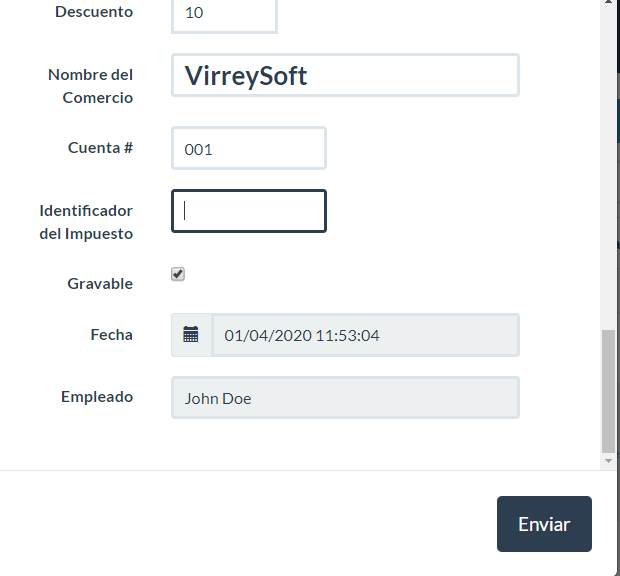 Descuento 10
Nombre del VirreySoft
Comercio
Cuenta # 001
Identificador
del Impuesto
Gravable
Fecha 01/04/2020 11:53:04
Empleado John Doe
Enviar